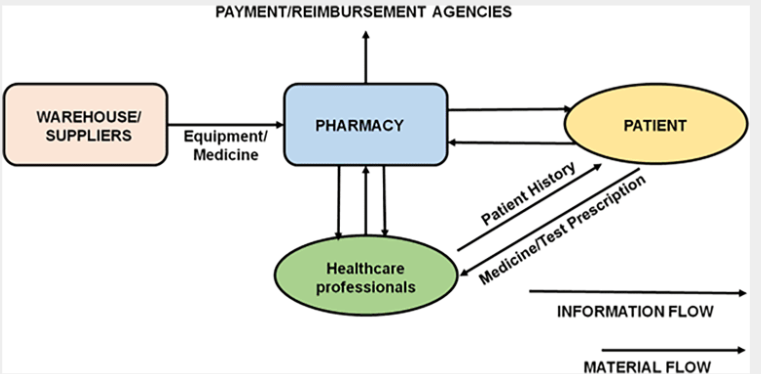 PAYMENT/REIMBURSEMENT AGENCIES
WAREHOUSE/
SUPPLIERS
Equipment/
Medicine
PHARMACY
PATIENT
Patient History
Medicine/Test Prescription
Healthcare
professionals
INFORMATION FLOW
MATERIAL FLOW